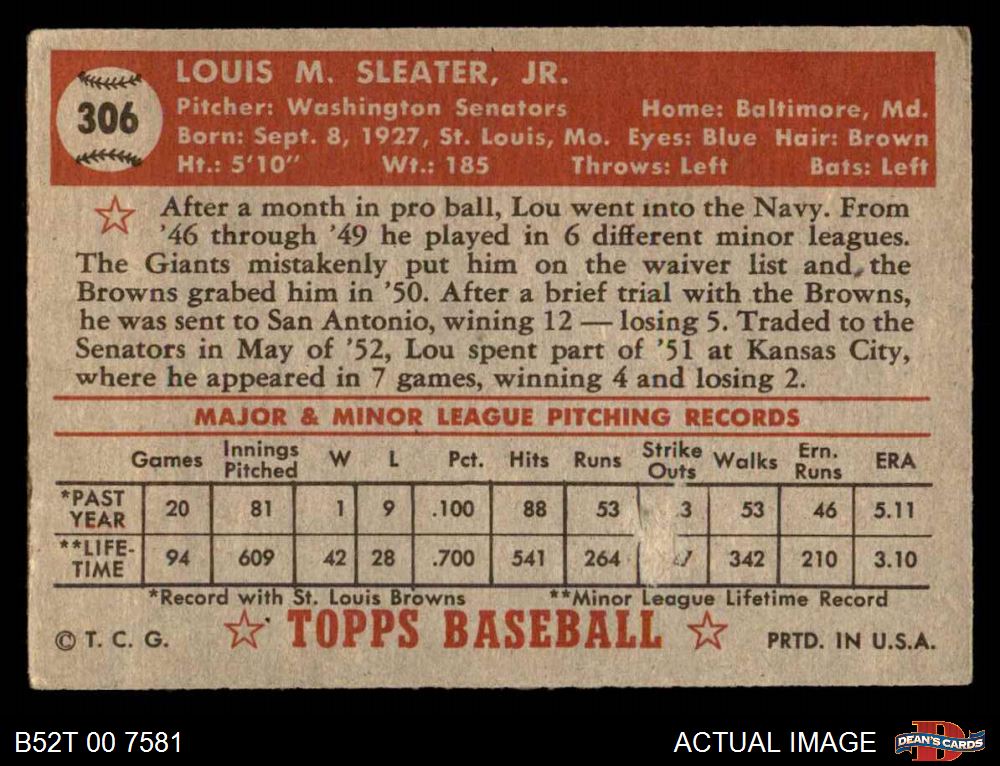 306
LOUIS M. SLEATER, JR.
Pitcher: Washington Senators Home: Baltimore, Md.
Born: Sept. 8, 1927, St. Louis, Mo. Eyes: Blue Hair: Brown
Ht.: 5'10" Wt.: 185 Throws: Left Bats: Left
After a month in pro ball, Lou went into the Navy. From
'46 through '49 he played in 6 different minor leagues.
The Giants mistakenly put him on the waiver list and the
Browns grabed him in '50. After a brief trial with the Browns,
he was sent to San Antonio, wining 12 — losing 5. Traded to the
Senators in May of '52, Lou spent part of '51 at Kansas City,
where he appeared in 7 games, winning 4 and losing 2.
MAJOR & MINOR LEAGUE PITCHING RECORDS
Games Innings Pitched W L Pct. Hits Runs Strike Outs Walks Ern. Runs ERA
*PAST YEAR 20 81 1 9 .100 88 53 3 53 46 5.11
**LIFE-TIME 94 609 42 28 .700 541 264 342 210 3.10
*Record with St. Louis Browns **Minor League Lifetime Record
© T. C. G. TOPPS BASEBALL PRTD. IN U.S.A.
B52T 00 7581 ACTUAL IMAGE DEAN'S CARDS